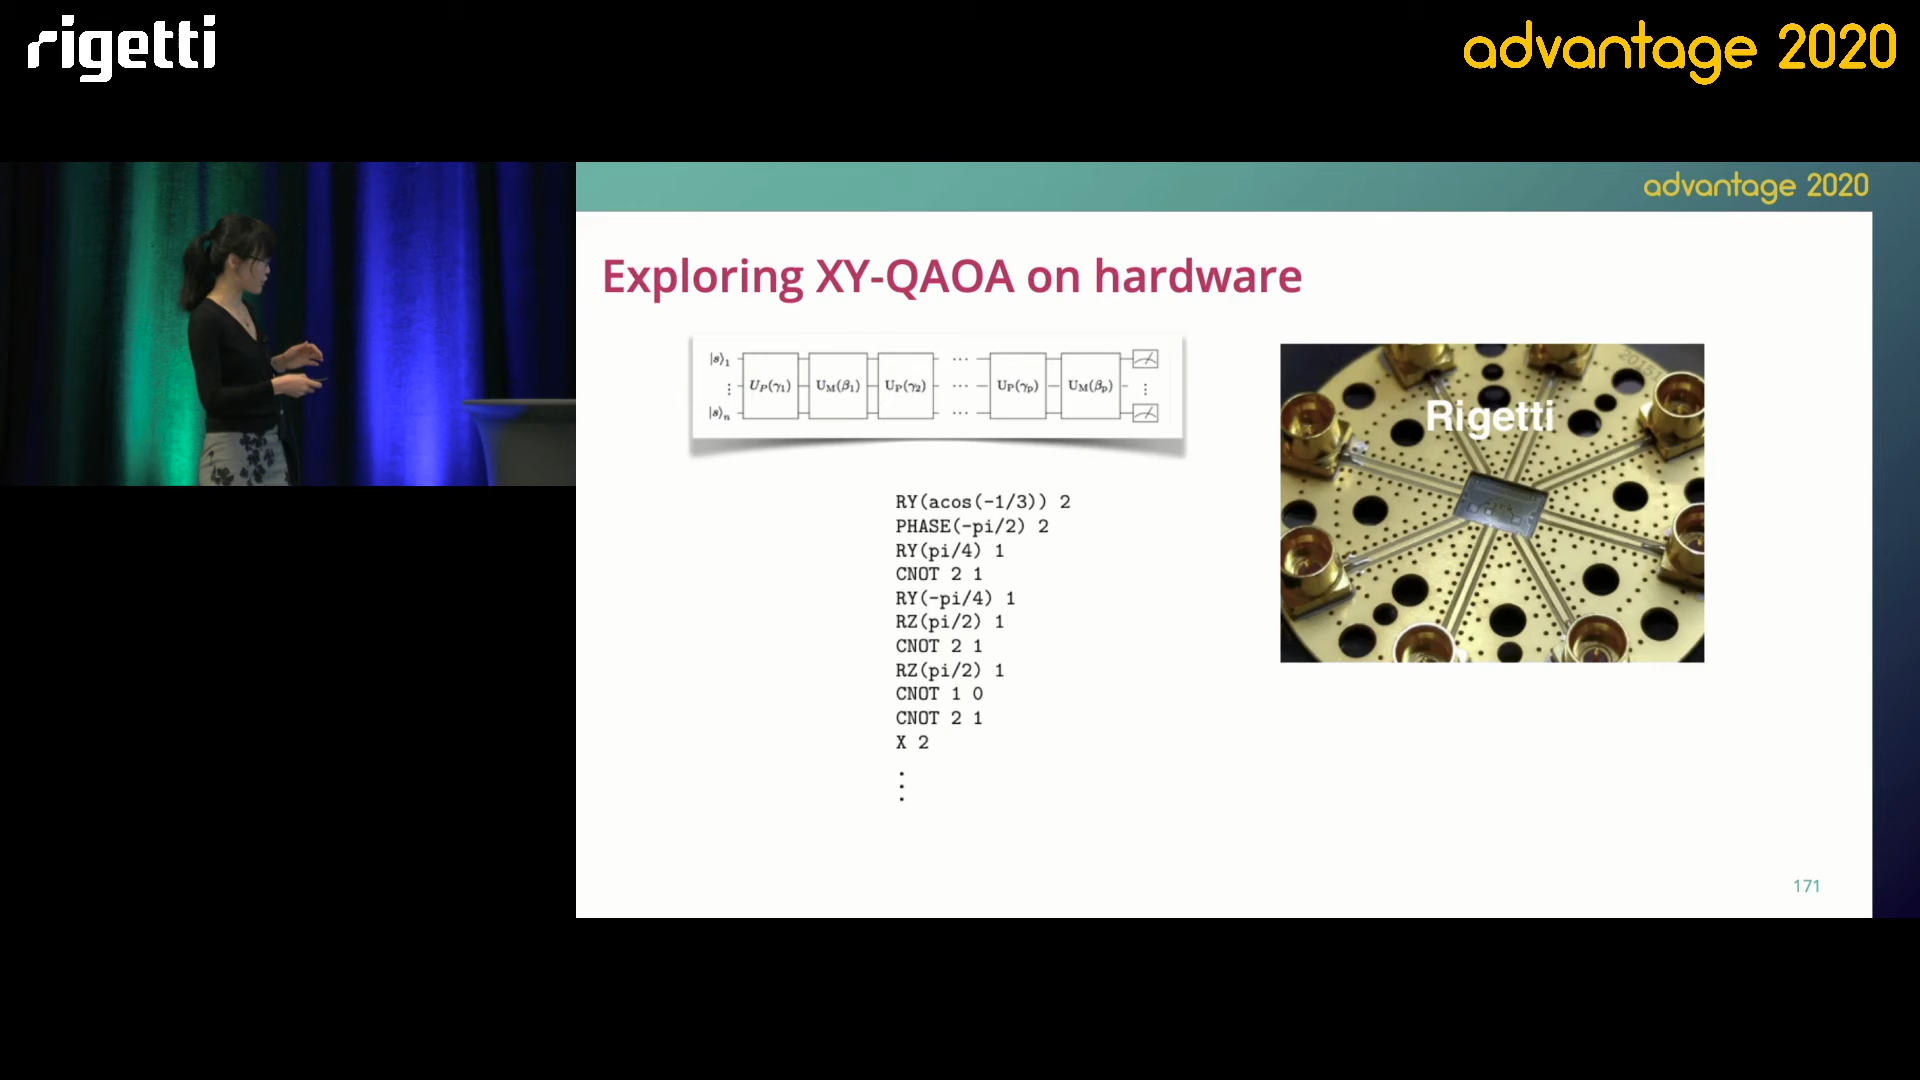 rigetti
advantage 2020
advantage 2020
Exploring XY-QAOA on hardware
|s⟩₁ U_P(γ₁) U_M(β₁) U_P(γ₂) ⋯ U_P(γ_p) U_M(β_p)
|s⟩ₙ
RY(acos(-1/3)) 2
PHASE(-pi/2) 2
RY(pi/4) 1
CNOT 2 1
RY(-pi/4) 1
RZ(pi/2) 1
CNOT 2 1
RZ(pi/2) 1
CNOT 1 0
CNOT 2 1
X 2
⋮
Rigetti
171